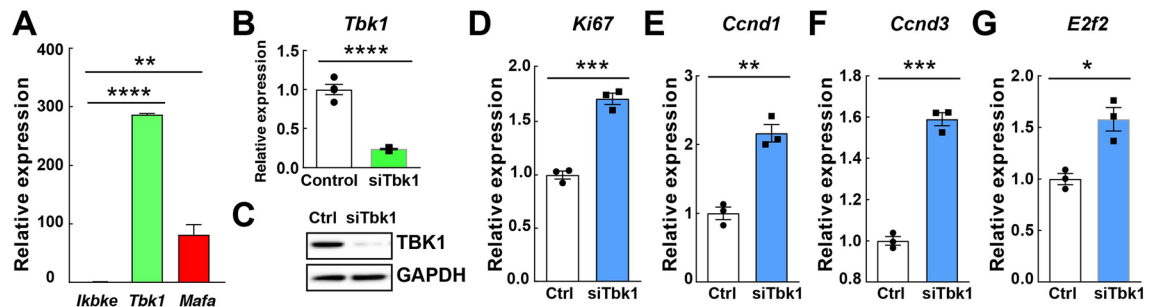 A
Relative expression
400
300
200
100
0
**
****
Ikbke Tbk1 Mafa
B
Tbk1
Relative expression
1.5
1.0
0.5
0.0
****
Control siTbk1
C
Ctrl siTbk1
TBK1
GAPDH
D
Ki67
Relative expression
2.0
1.5
1.0
0.5
0.0
***
Ctrl siTbk1
E
Ccnd1
Relative expression
3
2
1
0
**
Ctrl siTbk1
F
Ccnd3
Relative expression
1.8
1.6
1.4
1.2
1.0
0.8
***
Ctrl siTbk1
G
E2f2
Relative expression
2.0
1.5
1.0
0.5
0.0
*
Ctrl siTbk1